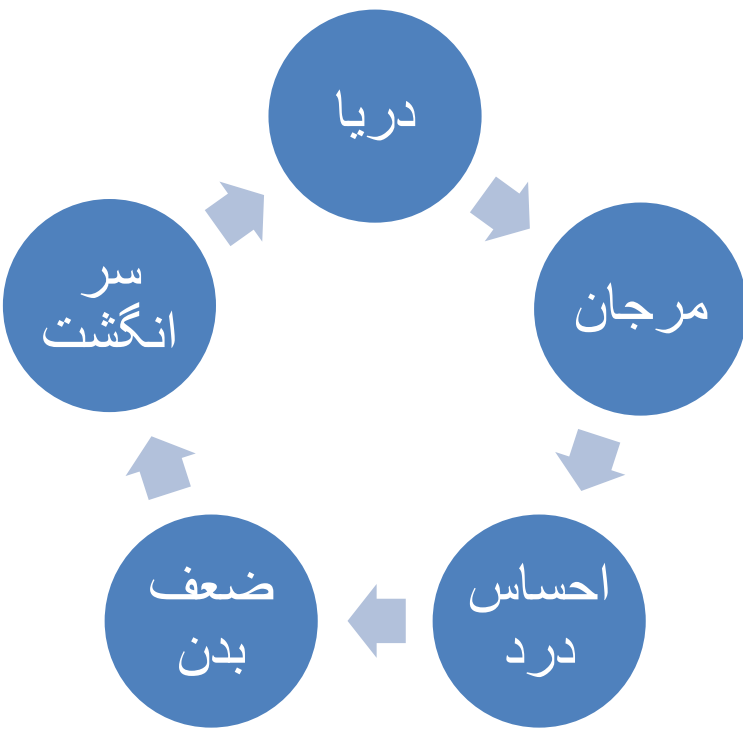 دریا
مرجان
احساس
درد
ضعف
بدن
سر
انگشت